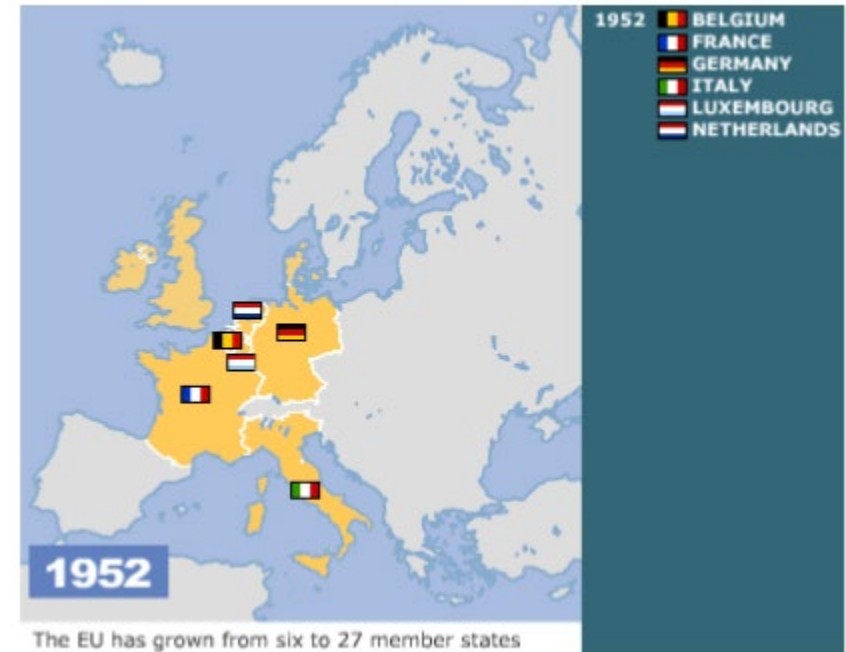 1952 BELGIUM
FRANCE
GERMANY
ITALY
LUXEMBOURG
NETHERLANDS
1952
The EU has grown from six to 27 member states